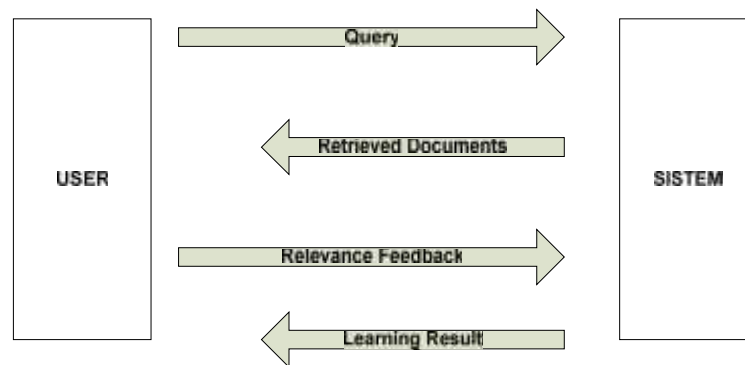 Query
Retrieved Documents
USER
SISTEM
Relevance Feedback
Learning Result